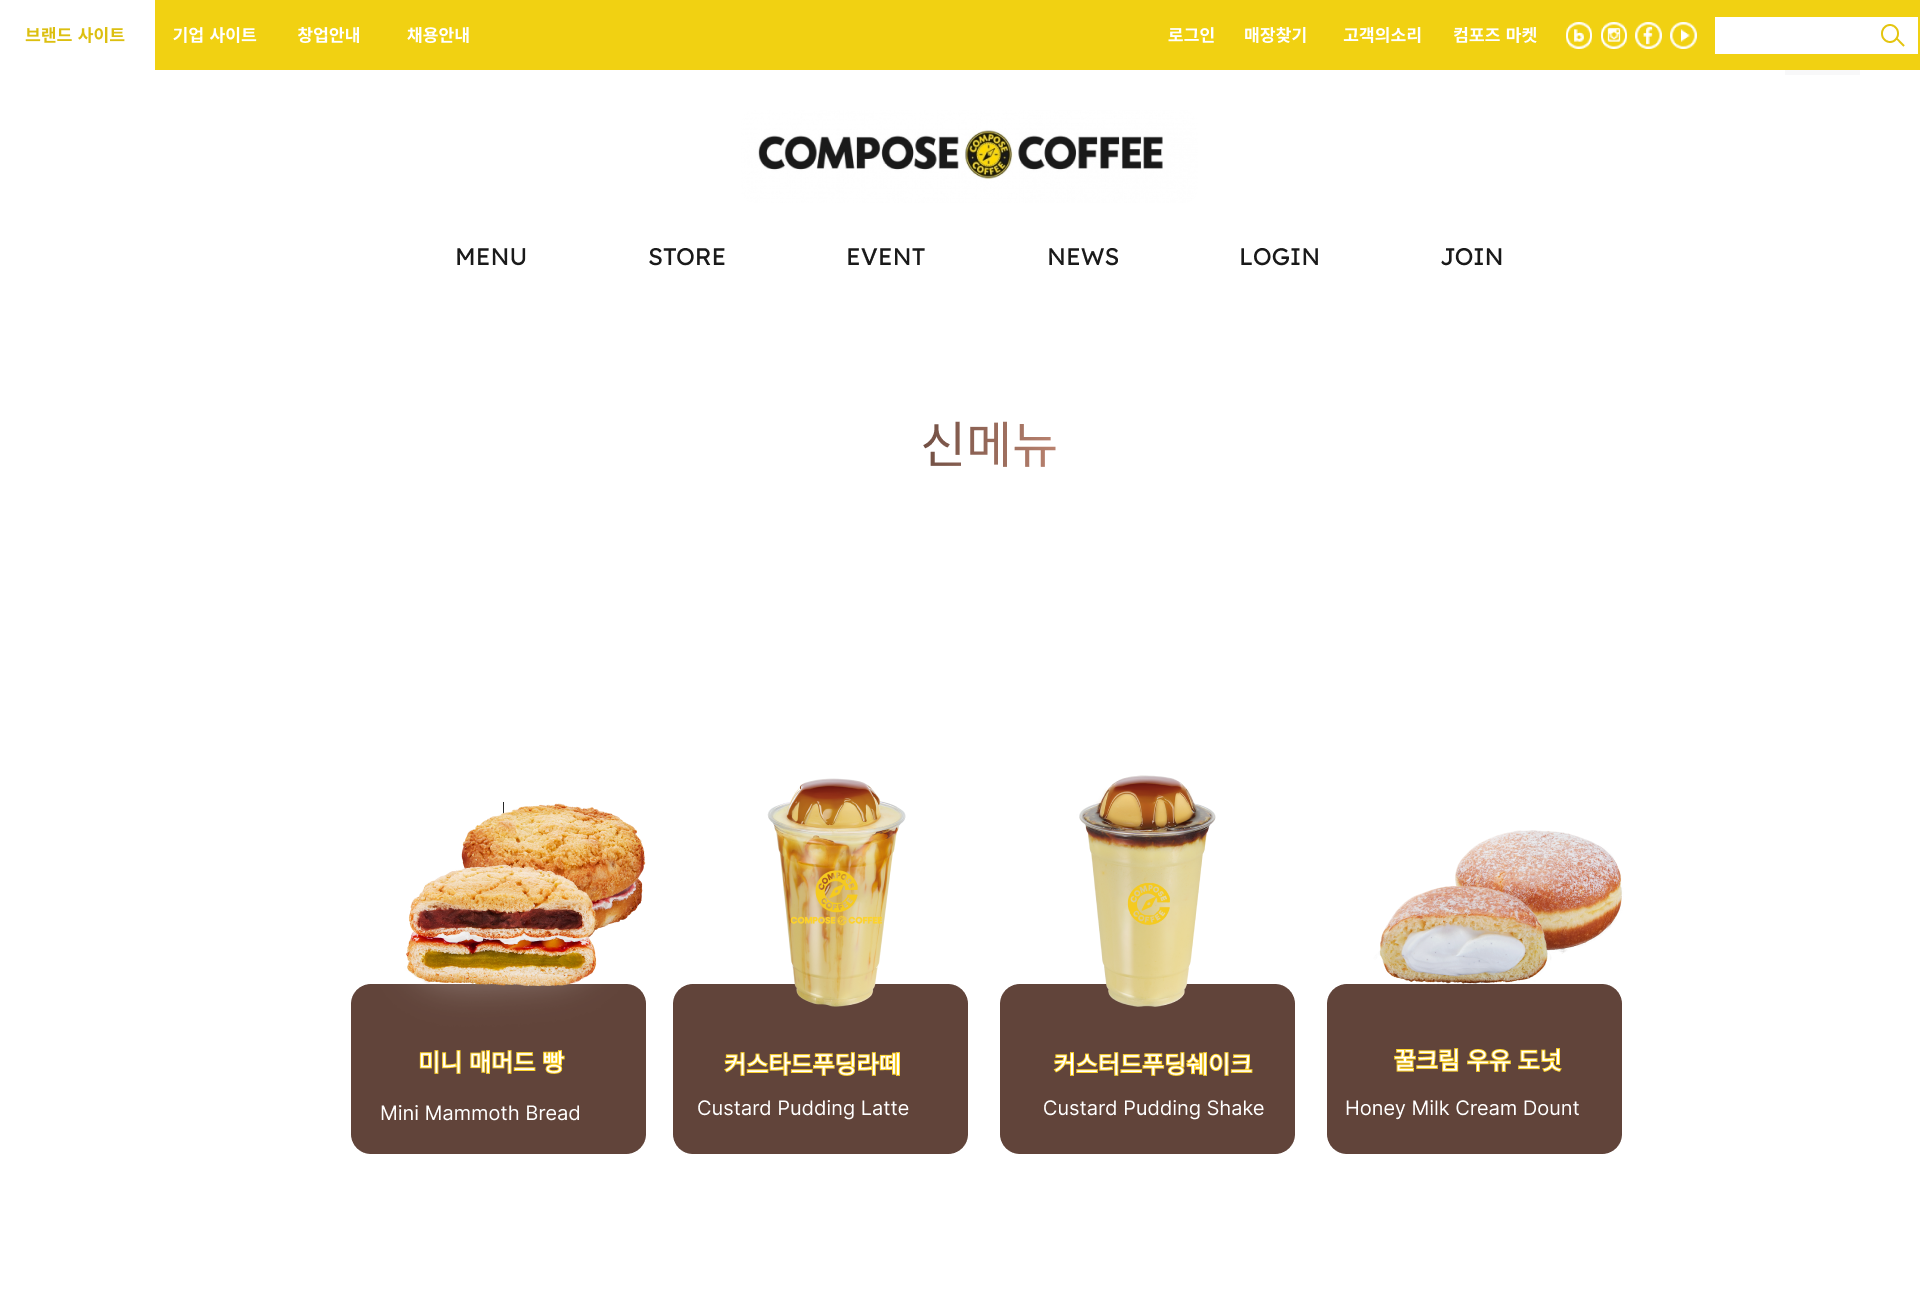 브랜드 사이트 기업 사이트 창업안내 채용안내 로그인 매장찾기 고객의소리 컴포즈 마켓
COMPOSE COMPOSE COFFEE COFFEE
MENU STORE EVENT NEWS LOGIN JOIN
신메뉴
미니 매머드 빵
Mini Mammoth Bread
커스타드푸딩라떼
Custard Pudding Latte
커스터드푸딩쉐이크
Custard Pudding Shake
꿀크림 우유 도넛
Honey Milk Cream Dount